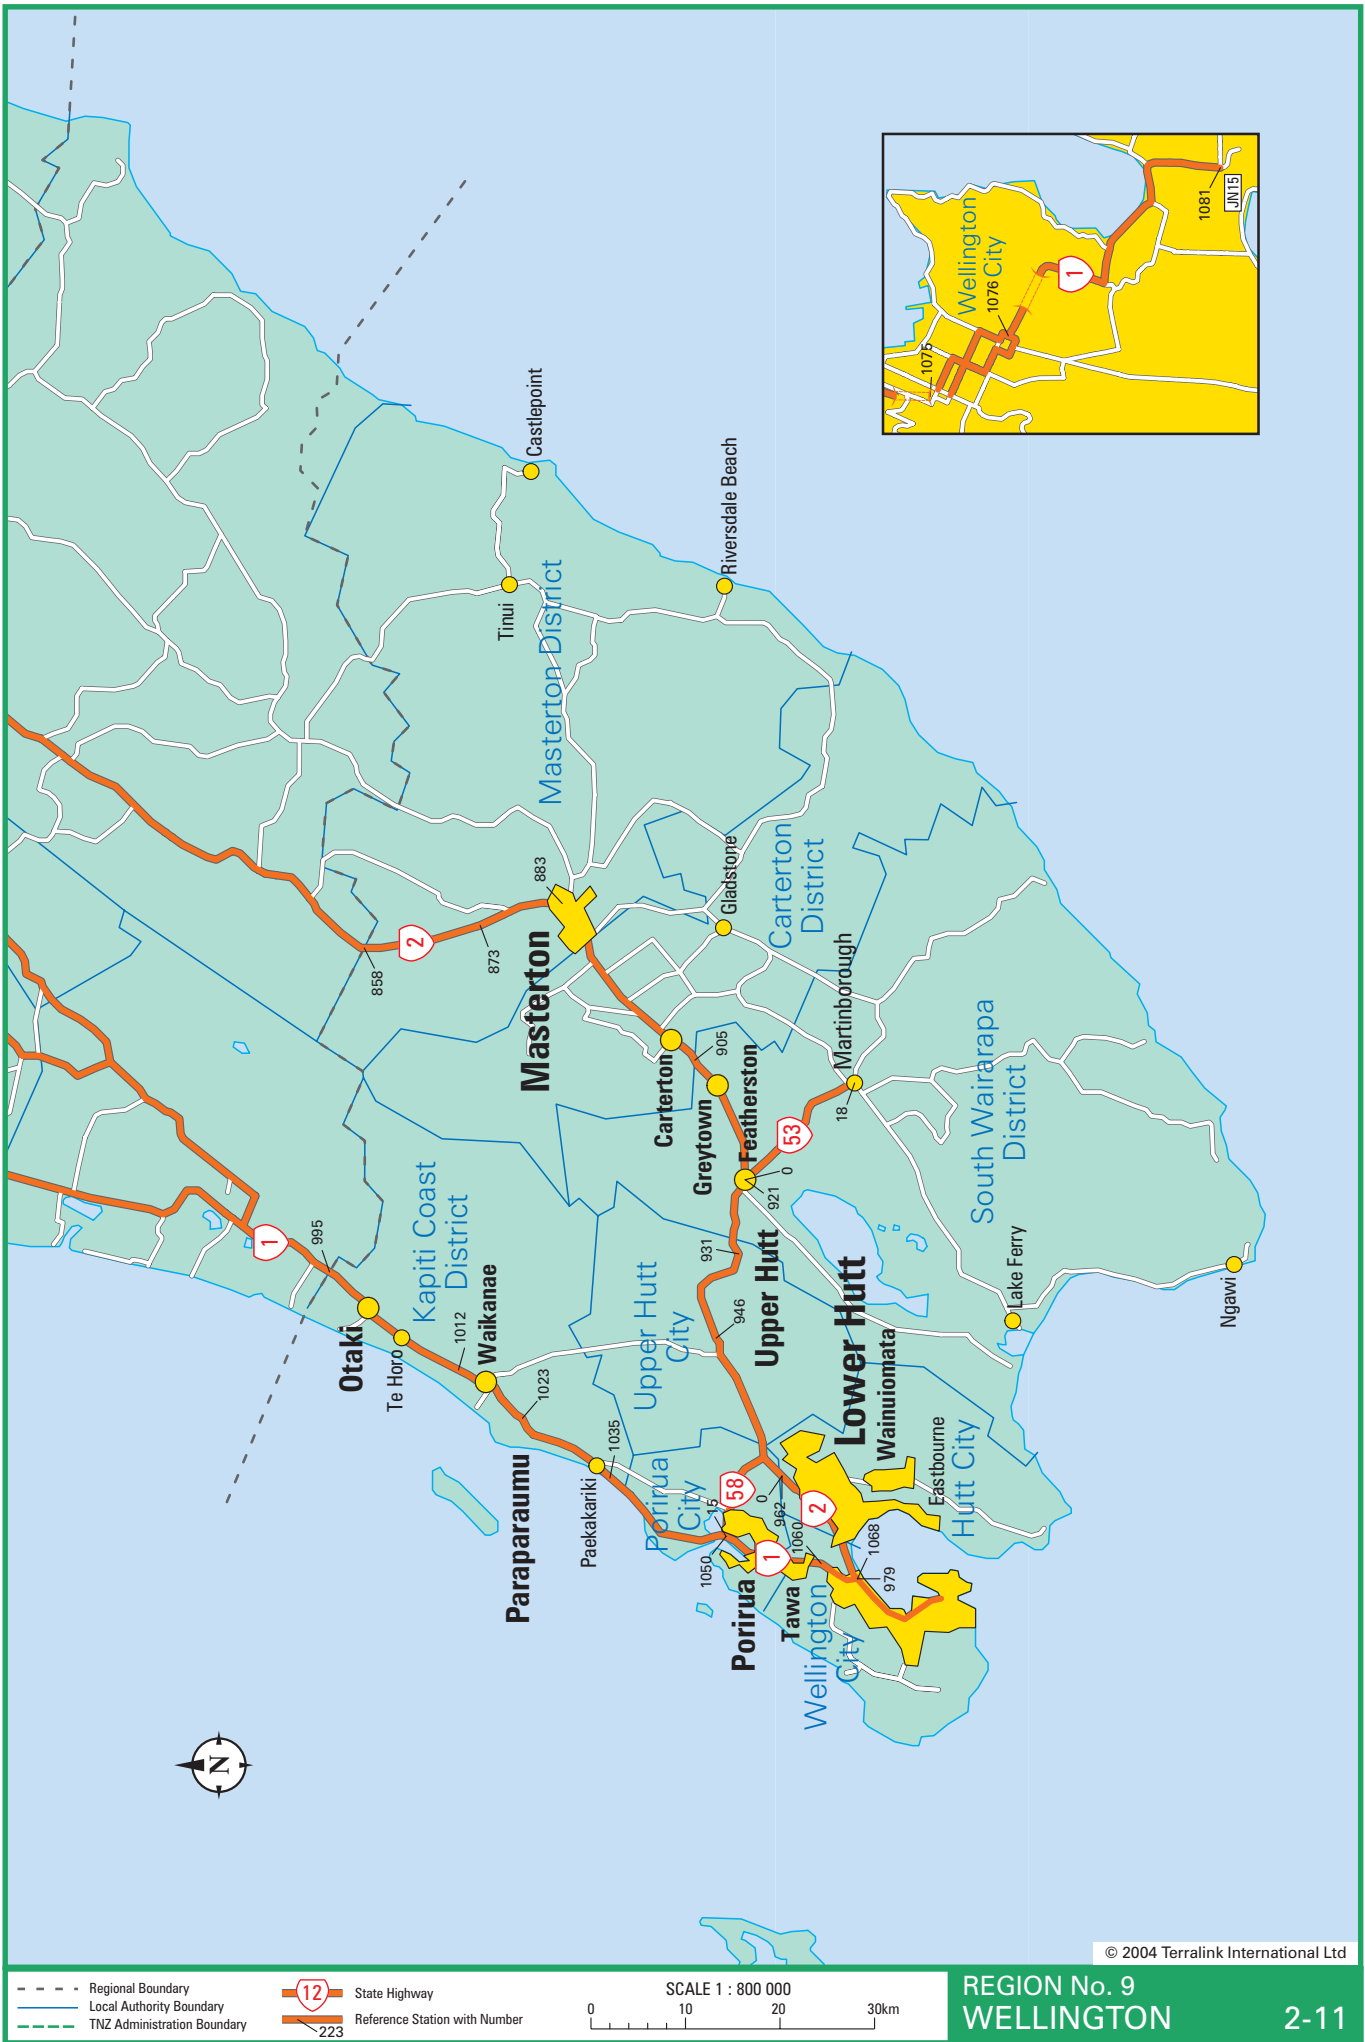 Castlepoint
Tinui
Riversdale Beach
Masterton District
Gladstone
Carterton
District
883
873
858
2
Masterton
Martinborough
Carterton
905
Greytown
Featherston
53
18
0
921
South Wairarapa
District
Lake Ferry
Ngawi
1
995
Kapiti Coast
District
Otaki
Te Horo
1012
Waikanae
1023
Paraparaumu
1035
Paekakariki
931
946
Upper Hutt
Upper Hutt
City
Lower Hutt
Wainuiomata
Eastbourne
Hutt City
Porirua
City
58
15
0
962
2
1060
1050
1
1068
979
Porirua
Tawa
Wellington
City
N
Wellington
City
1075
1076
1
1081
JN15
© 2004 Terralink International Ltd
Regional Boundary
Local Authority Boundary
TNZ Administration Boundary
12
State Highway
223
Reference Station with Number
SCALE 1 : 800 000
0 10 20 30km
REGION No. 9
WELLINGTON 2-11